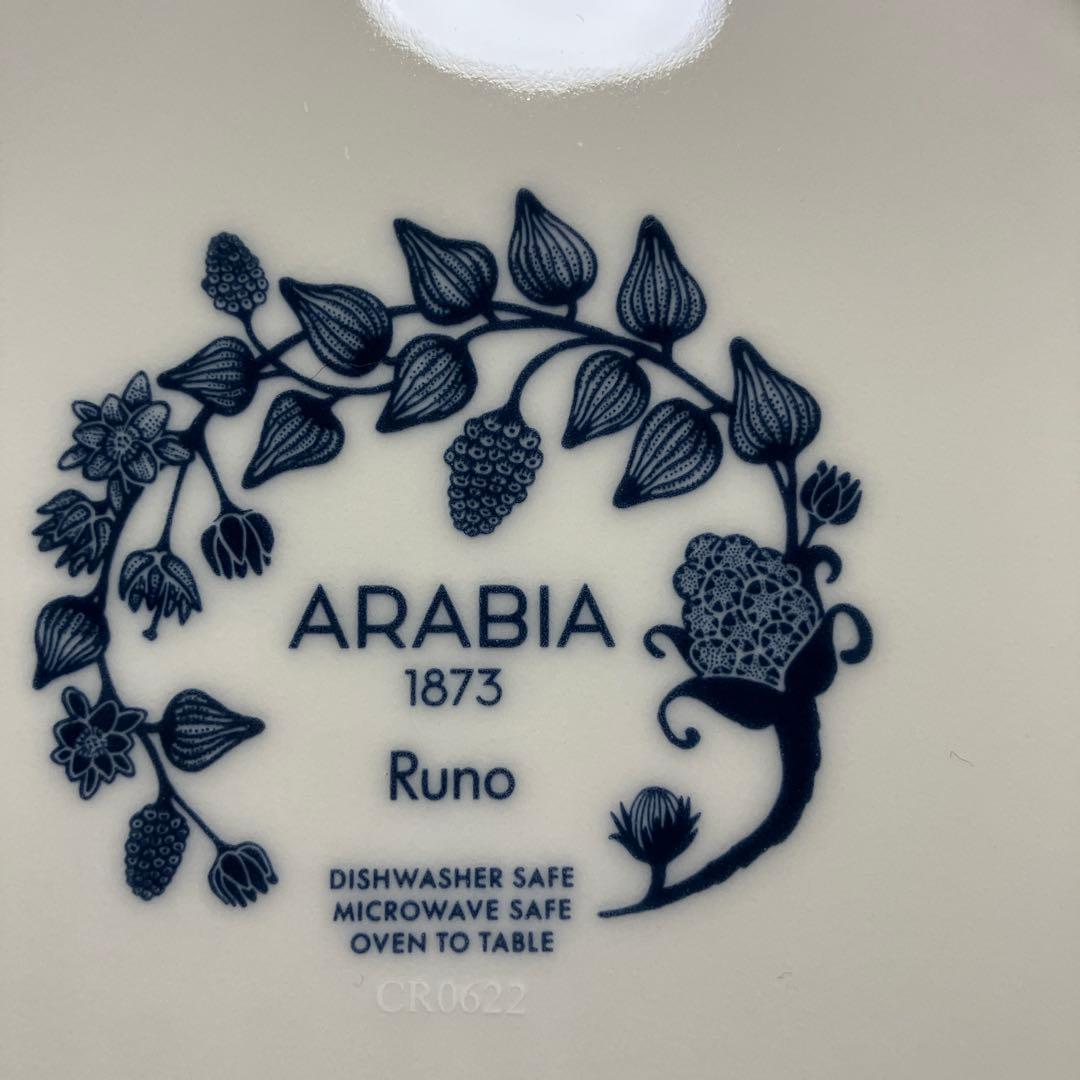 ARABIA
1873
Runo
DISHWASHER SAFE
MICROWAVE SAFE
OVEN TO TABLE
CR0622